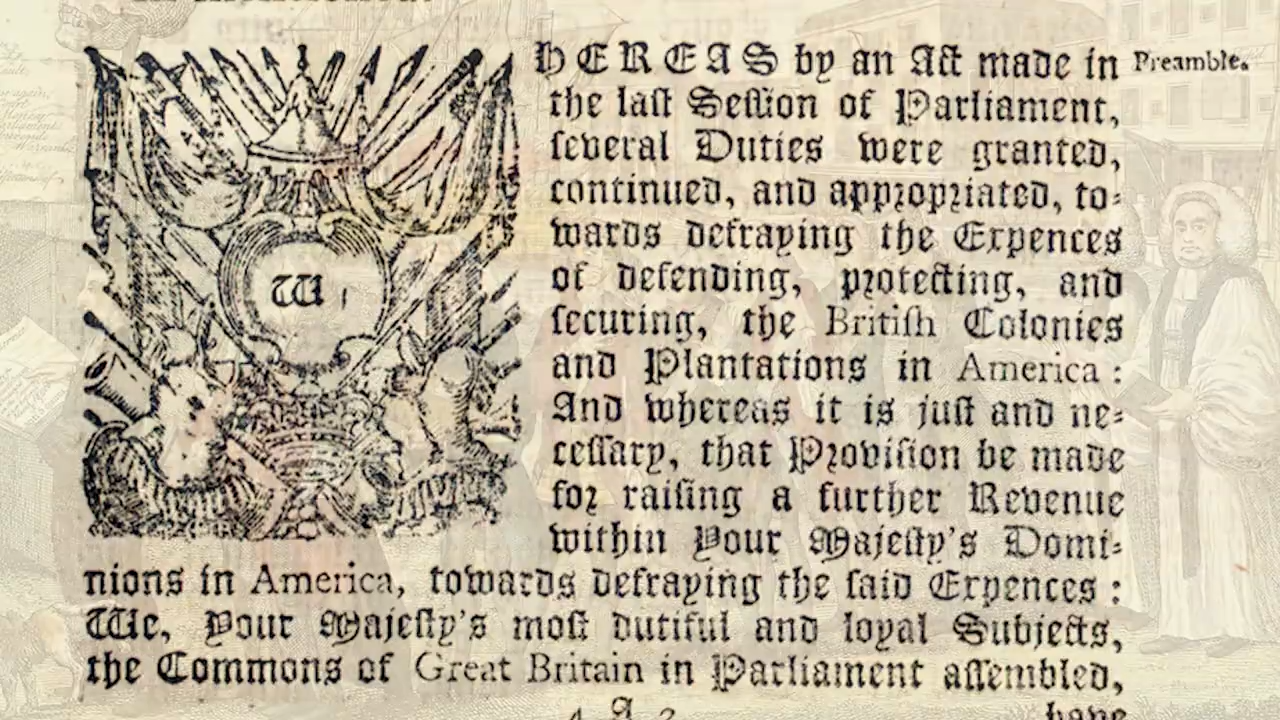 WHEREAS by an Act made in Preamble.
the last Session of Parliament,
several Duties were granted,
continued, and appropriated, to-
wards defraying the Expences
of defending, protecting, and
securing, the British Colonies
and Plantations in America :
And whereas it is just and ne-
cessary, that Provision be made
for raising a further Revenue
within Your Majesty's Domi-
nions in America, towards defraying the said Expences :
We, Your Majesty's most dutiful and loyal Subjects,
the Commons of Great Britain in Parliament assembled,
have